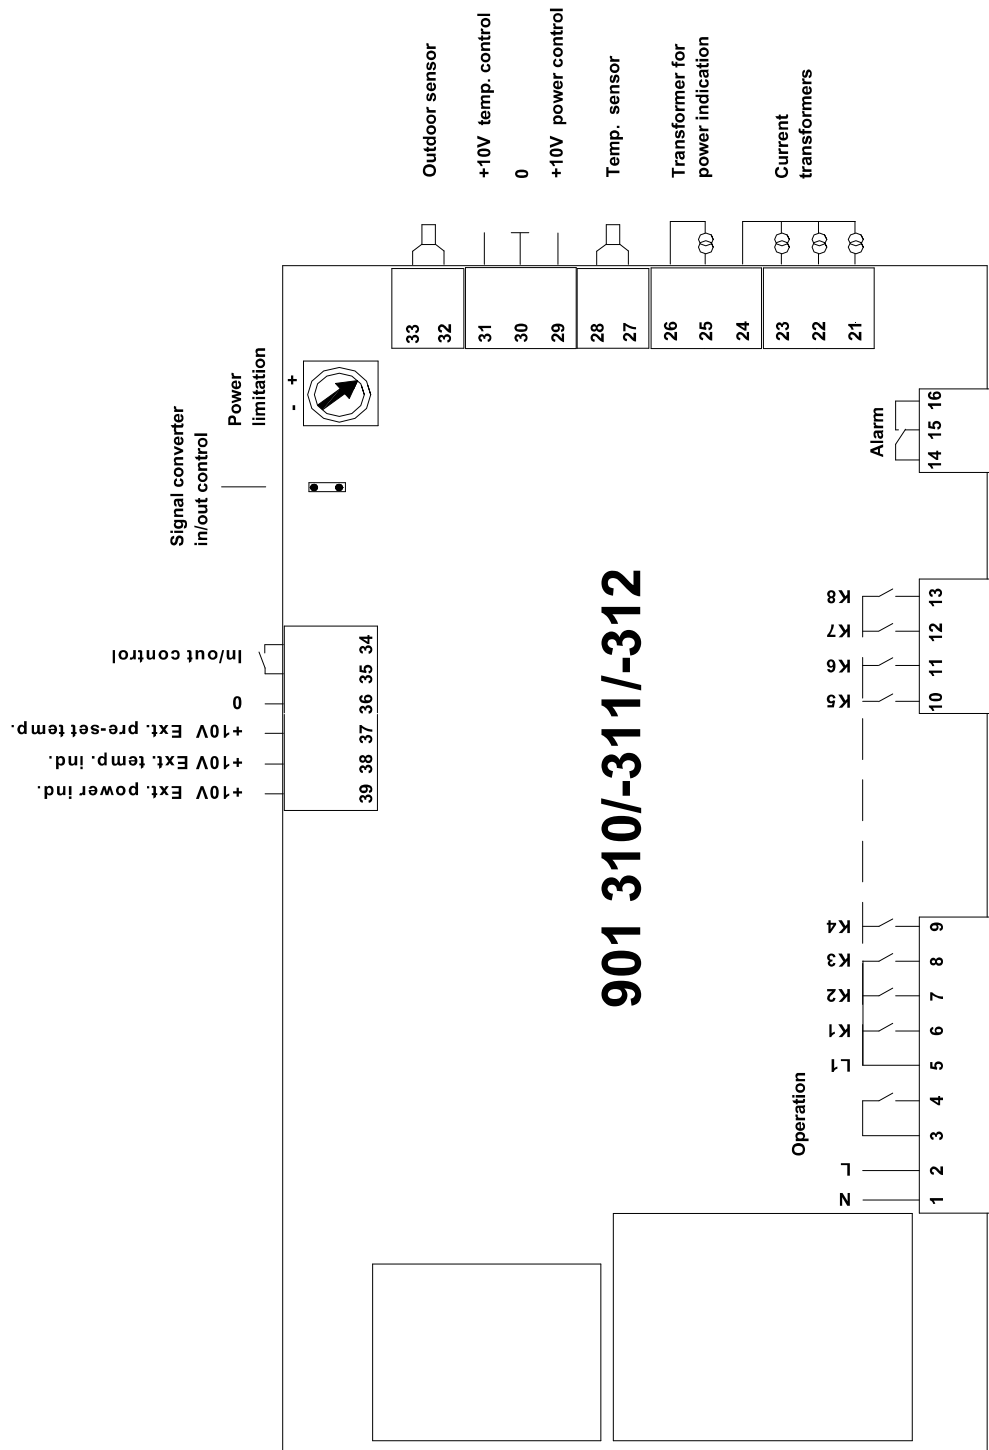 Outdoor sensor
+10V temp. control
0
+10V power control
Temp. sensor
Transformer for
power indication
Current
transformers
33
32
31
30
29
28
27
26
25
24
23
22
21
Power
limitation
- +
Signal converter
in/out control
In/out control
0
+10V Ext. pre-set temp.
+10V Ext. temp. ind.
+10V Ext. power ind.
34
35
36
37
38
39
Alarm
14 15 16
901 310/-311/-312
K8
K7
K6
K5
13
12
11
10
K4
K3
K2
K1
L1
Operation
L
N
9
8
7
6
5
4
3
2
1